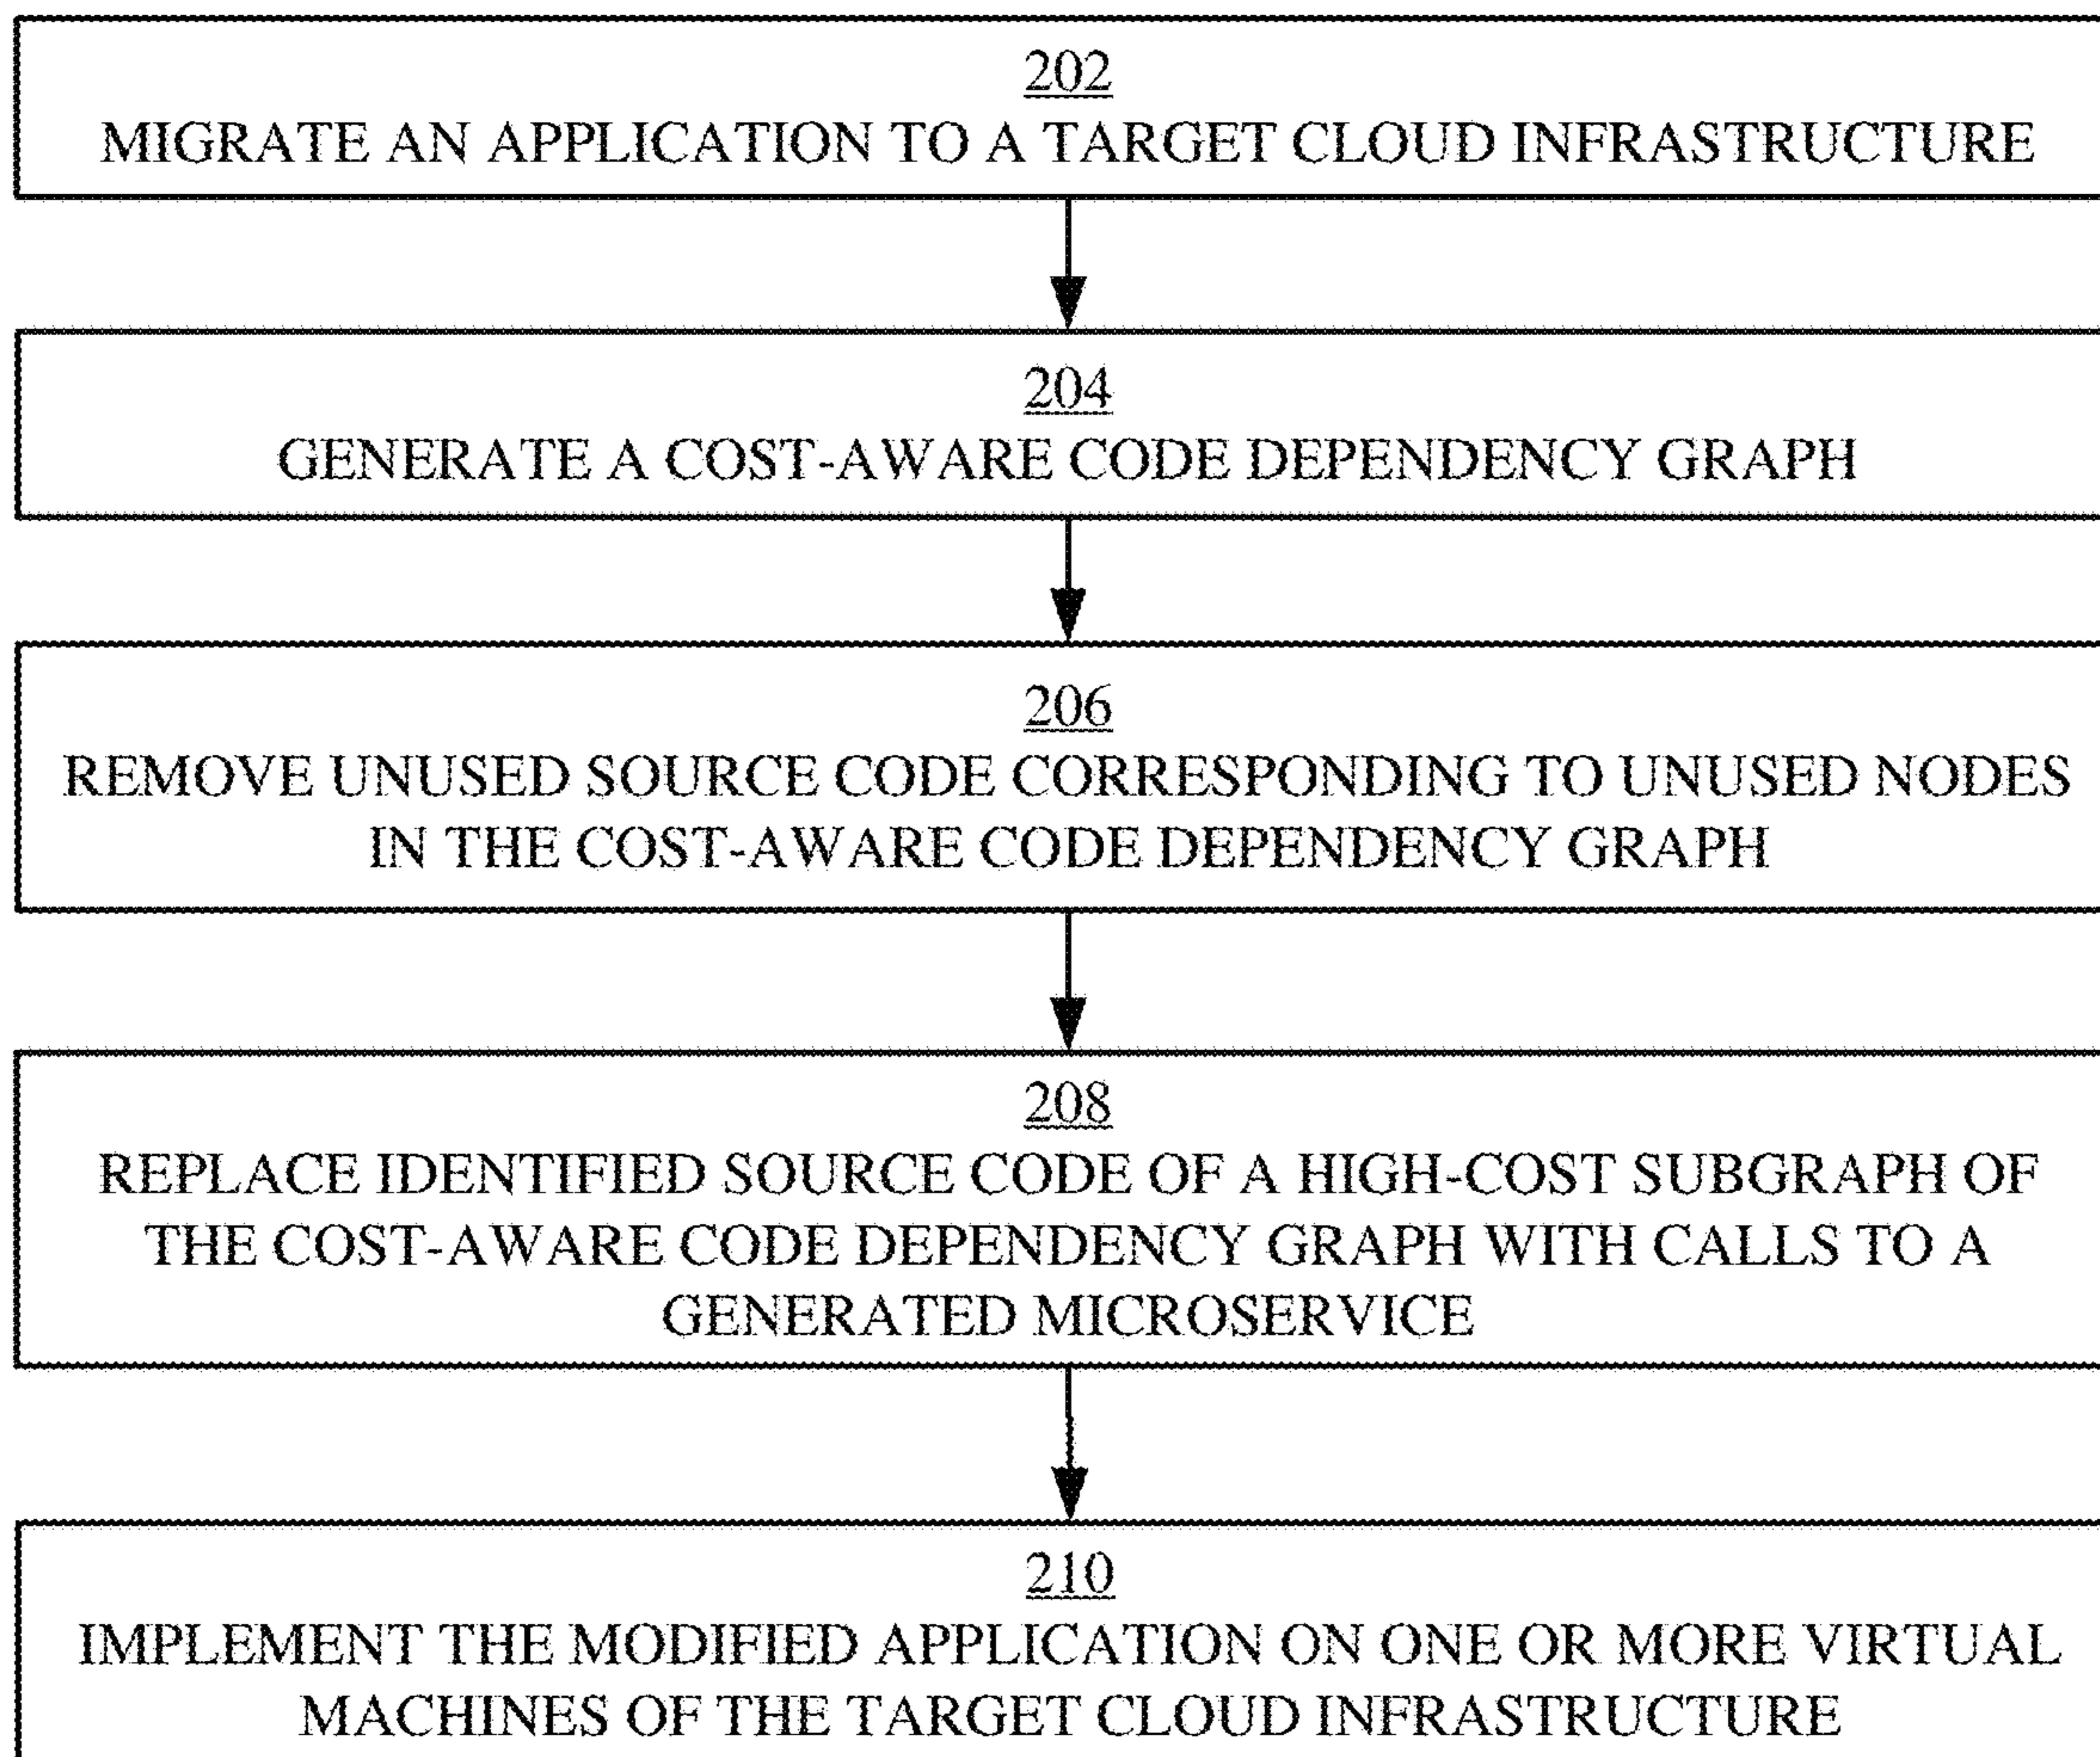 202
MIGRATE AN APPLICATION TO A TARGET CLOUD INFRASTRUCTURE
204
GENERATE A COST-AWARE CODE DEPENDENCY GRAPH
206
REMOVE UNUSED SOURCE CODE CORRESPONDING TO UNUSED NODES
IN THE COST-AWARE CODE DEPENDENCY GRAPH
208
REPLACE IDENTIFIED SOURCE CODE OF A HIGH-COST SUBGRAPH OF
THE COST-AWARE CODE DEPENDENCY GRAPH WITH CALLS TO A
GENERATED MICROSERVICE
210
IMPLEMENT THE MODIFIED APPLICATION ON ONE OR MORE VIRTUAL
MACHINES OF THE TARGET CLOUD INFRASTRUCTURE